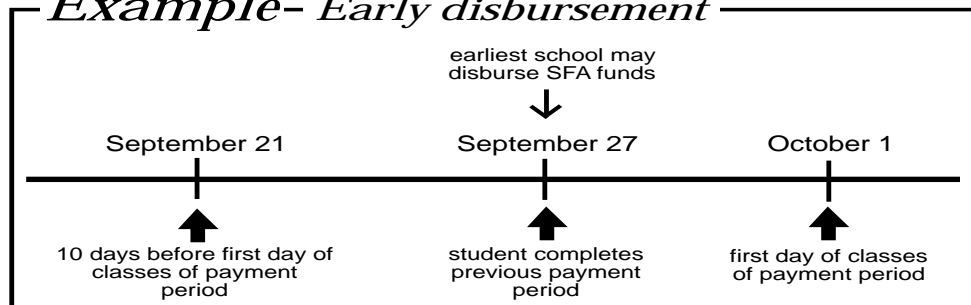 Example- Early disbursement
earliest school may
disburse SFA funds
September 21
September 27
October 1
10 days before first day of
classes of payment
period
student completes
previous payment
period
first day of classes
of payment period